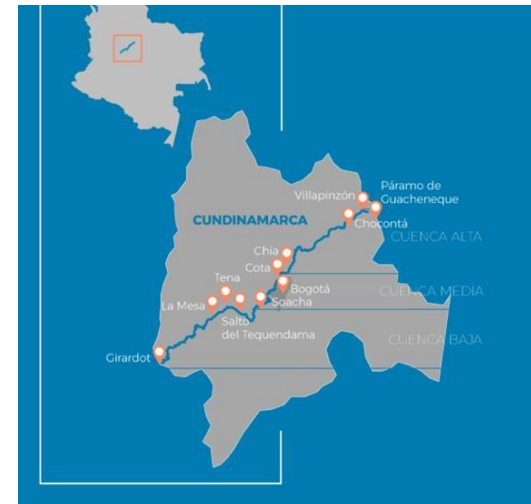 Villapinzón
Páramo de
Guacheneque
CUNDINAMARCA
Chocontá
CUENCA ALTA
Chía
Cota
Tena
Bogotá
CUENCA MEDIA
La Mesa
Soacha
Salto
del Tequendama
CUENCA BAJA
Girardot